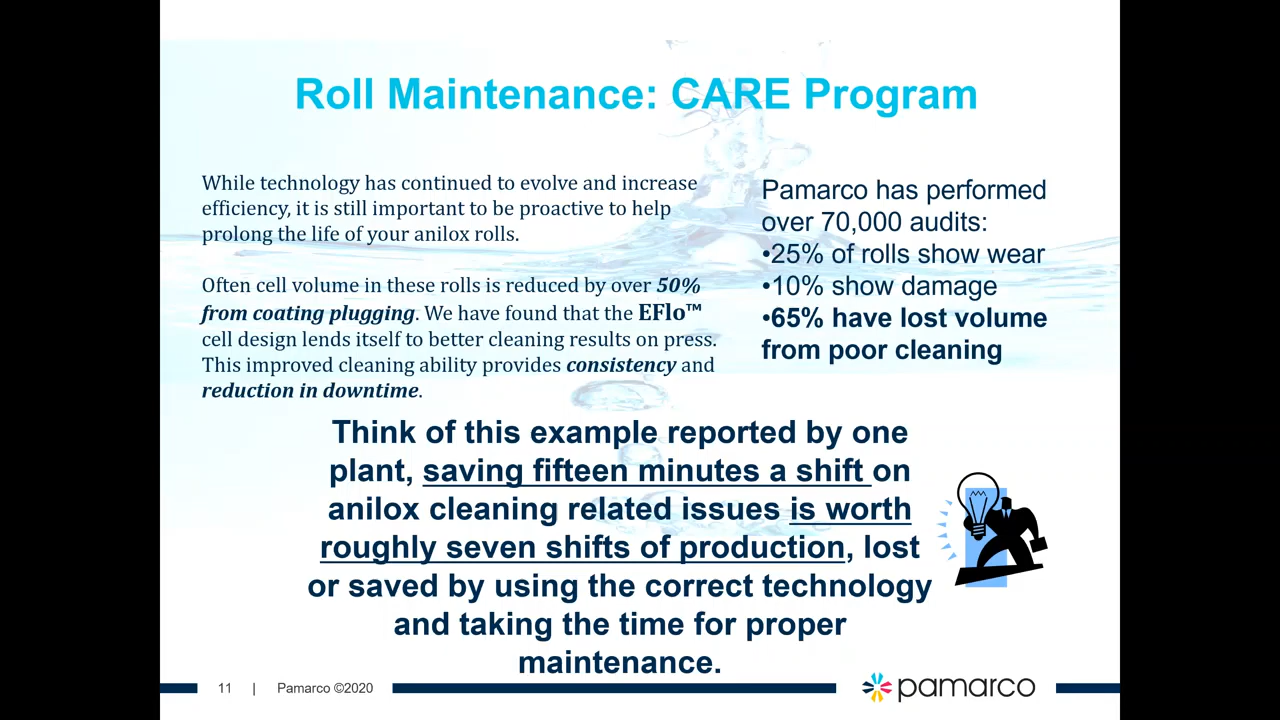 Roll Maintenance: CARE Program
While technology has continued to evolve and increase
efficiency, it is still important to be proactive to help
prolong the life of your anilox rolls.
Often cell volume in these rolls is reduced by over 50%
from coating plugging. We have found that the EFlo™
cell design lends itself to better cleaning results on press.
This improved cleaning ability provides consistency and
reduction in downtime.
Pamarco has performed
over 70,000 audits:
•25% of rolls show wear
•10% show damage
•65% have lost volume
from poor cleaning
Think of this example reported by one
plant, saving fifteen minutes a shift on
anilox cleaning related issues is worth
roughly seven shifts of production, lost
or saved by using the correct technology
and taking the time for proper
maintenance.
11 | Pamarco ©2020
pamarco